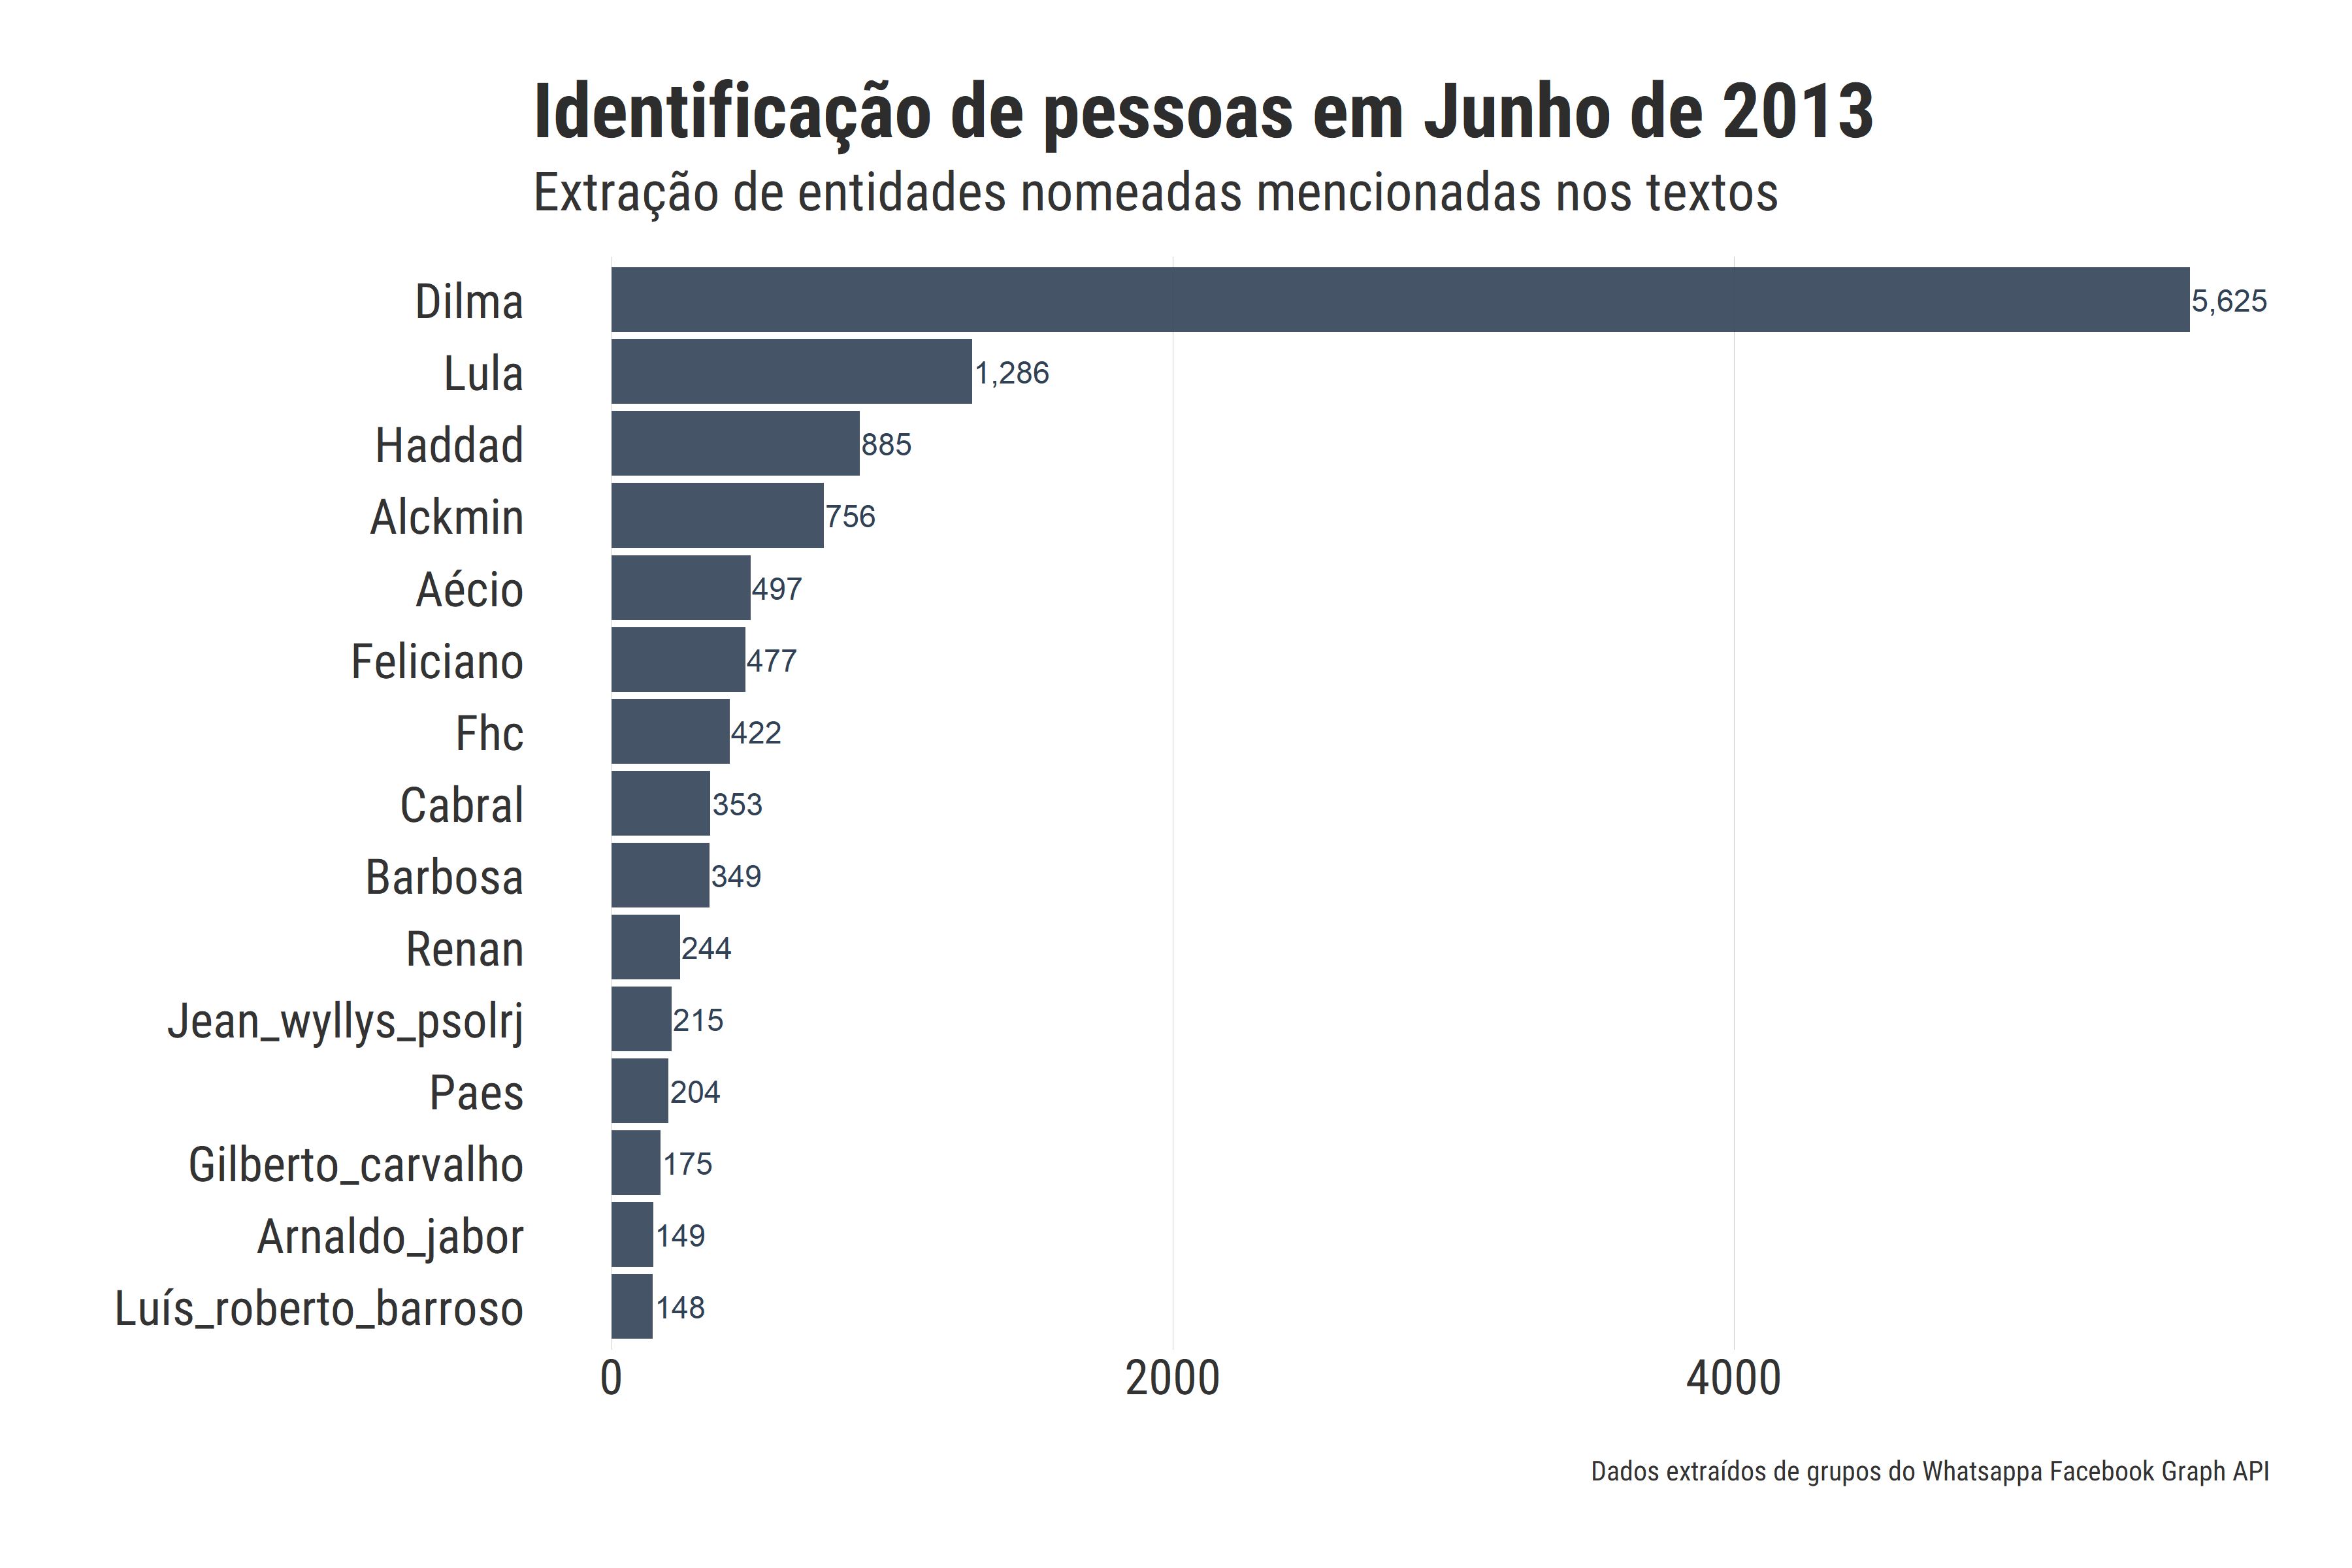 Identificação de pessoas em Junho de 2013
Extração de entidades nomeadas mencionadas nos textos
Dilma 5,625
Lula 1,286
Haddad 885
Alckmin 756
Aécio 497
Feliciano 477
Fhc 422
Cabral 353
Barbosa 349
Renan 244
Jean_wyllys_psolrj 215
Paes 204
Gilberto_carvalho 175
Arnaldo_jabor 149
Luís_roberto_barroso 148
0 2000 4000
Dados extraídos de grupos do Whatsappa Facebook Graph API